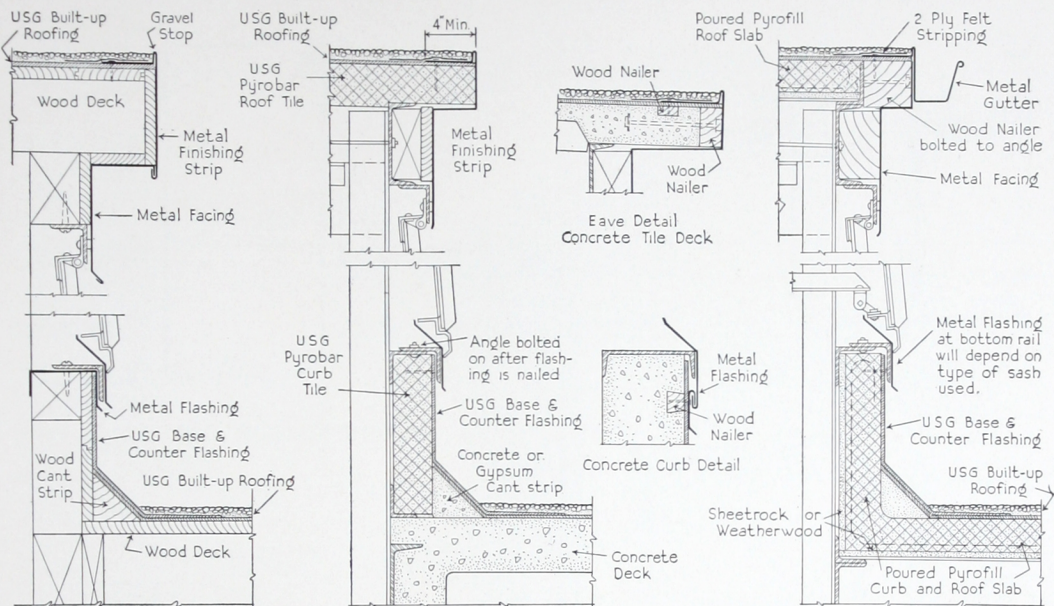 USG Built-up
Roofing
Gravel
Stop
Wood Deck
Metal
Finishing
Strip
Metal Facing
Metal Flashing
USG Base &
Counter Flashing
Wood
Cant
Strip
USG Built-up Roofing
Wood Deck
USG Built-up
Roofing
4" Min.
USG
Pyrobar
Roof Tile
Metal
Finishing
Strip
USG
Pyrobar
Curb
Tile
Angle bolted
on after flash-
ing is nailed
USG Base &
Counter Flashing
Concrete or
Gypsum
Cant strip
Concrete
Deck
Wood Nailer
Wood
Nailer
Eave Detail
Concrete Tile Deck
Metal
Flashing
Wood
Nailer
Concrete Curb Detail
Poured Pyrofill
Roof Slab
2 Ply Felt
Stripping
Metal
Gutter
Wood Nailer
bolted to angle
Metal Facing
Metal Flashing
at bottom rail
will depend on
type of sash
used.
USG Base &
Counter Flashing
USG Built-up
Roofing
Sheetrock or
Weatherwood
Poured Pyrofill
Curb and Roof Slab